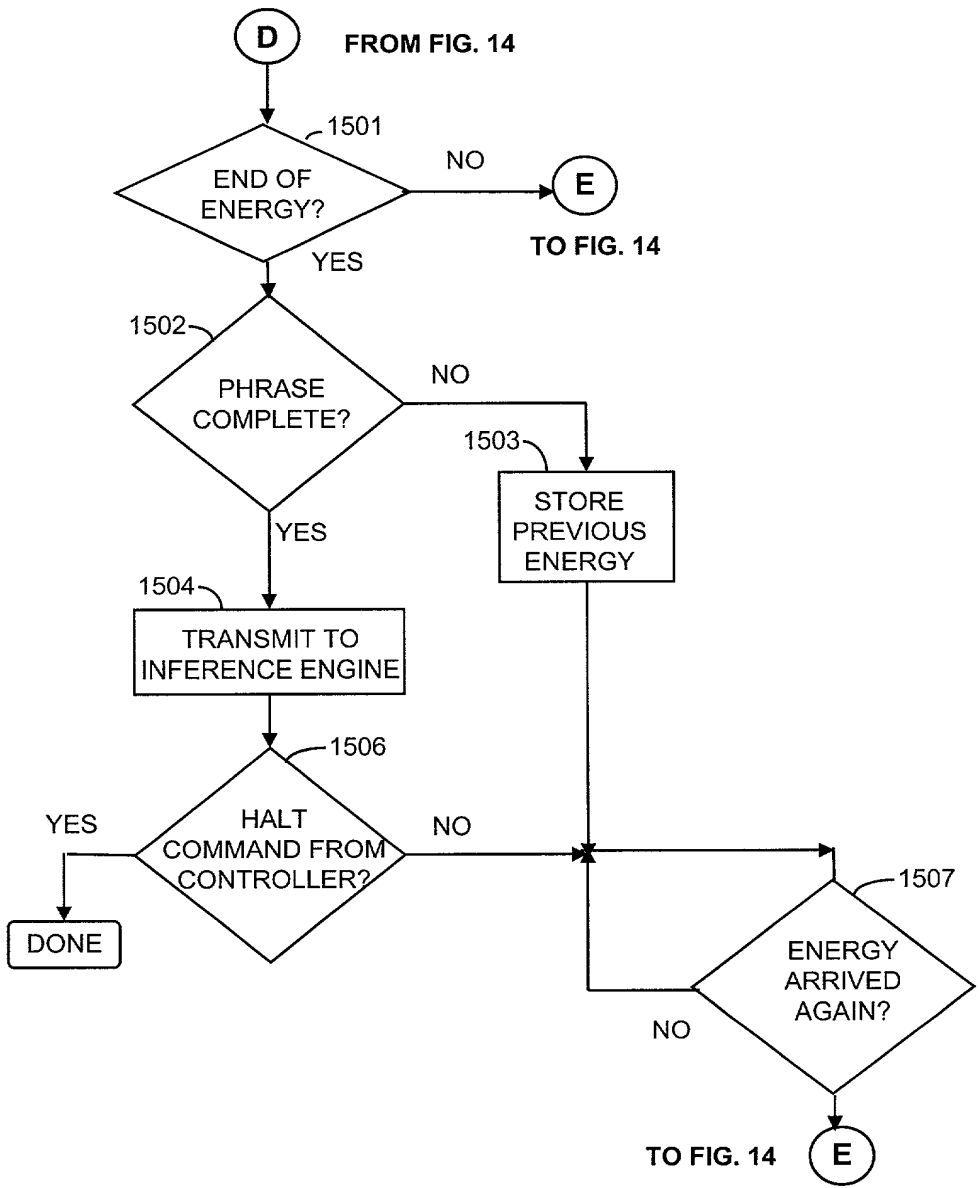 D
FROM FIG. 14
1501
END OF
ENERGY?
NO
E
TO FIG. 14
YES
1502
PHRASE
COMPLETE?
NO
1503
STORE
PREVIOUS
ENERGY
YES
1504
TRANSMIT TO
INFERENCE ENGINE
1506
HALT
COMMAND FROM
CONTROLLER?
YES
NO
DONE
1507
ENERGY
ARRIVED
AGAIN?
NO
TO FIG. 14
E